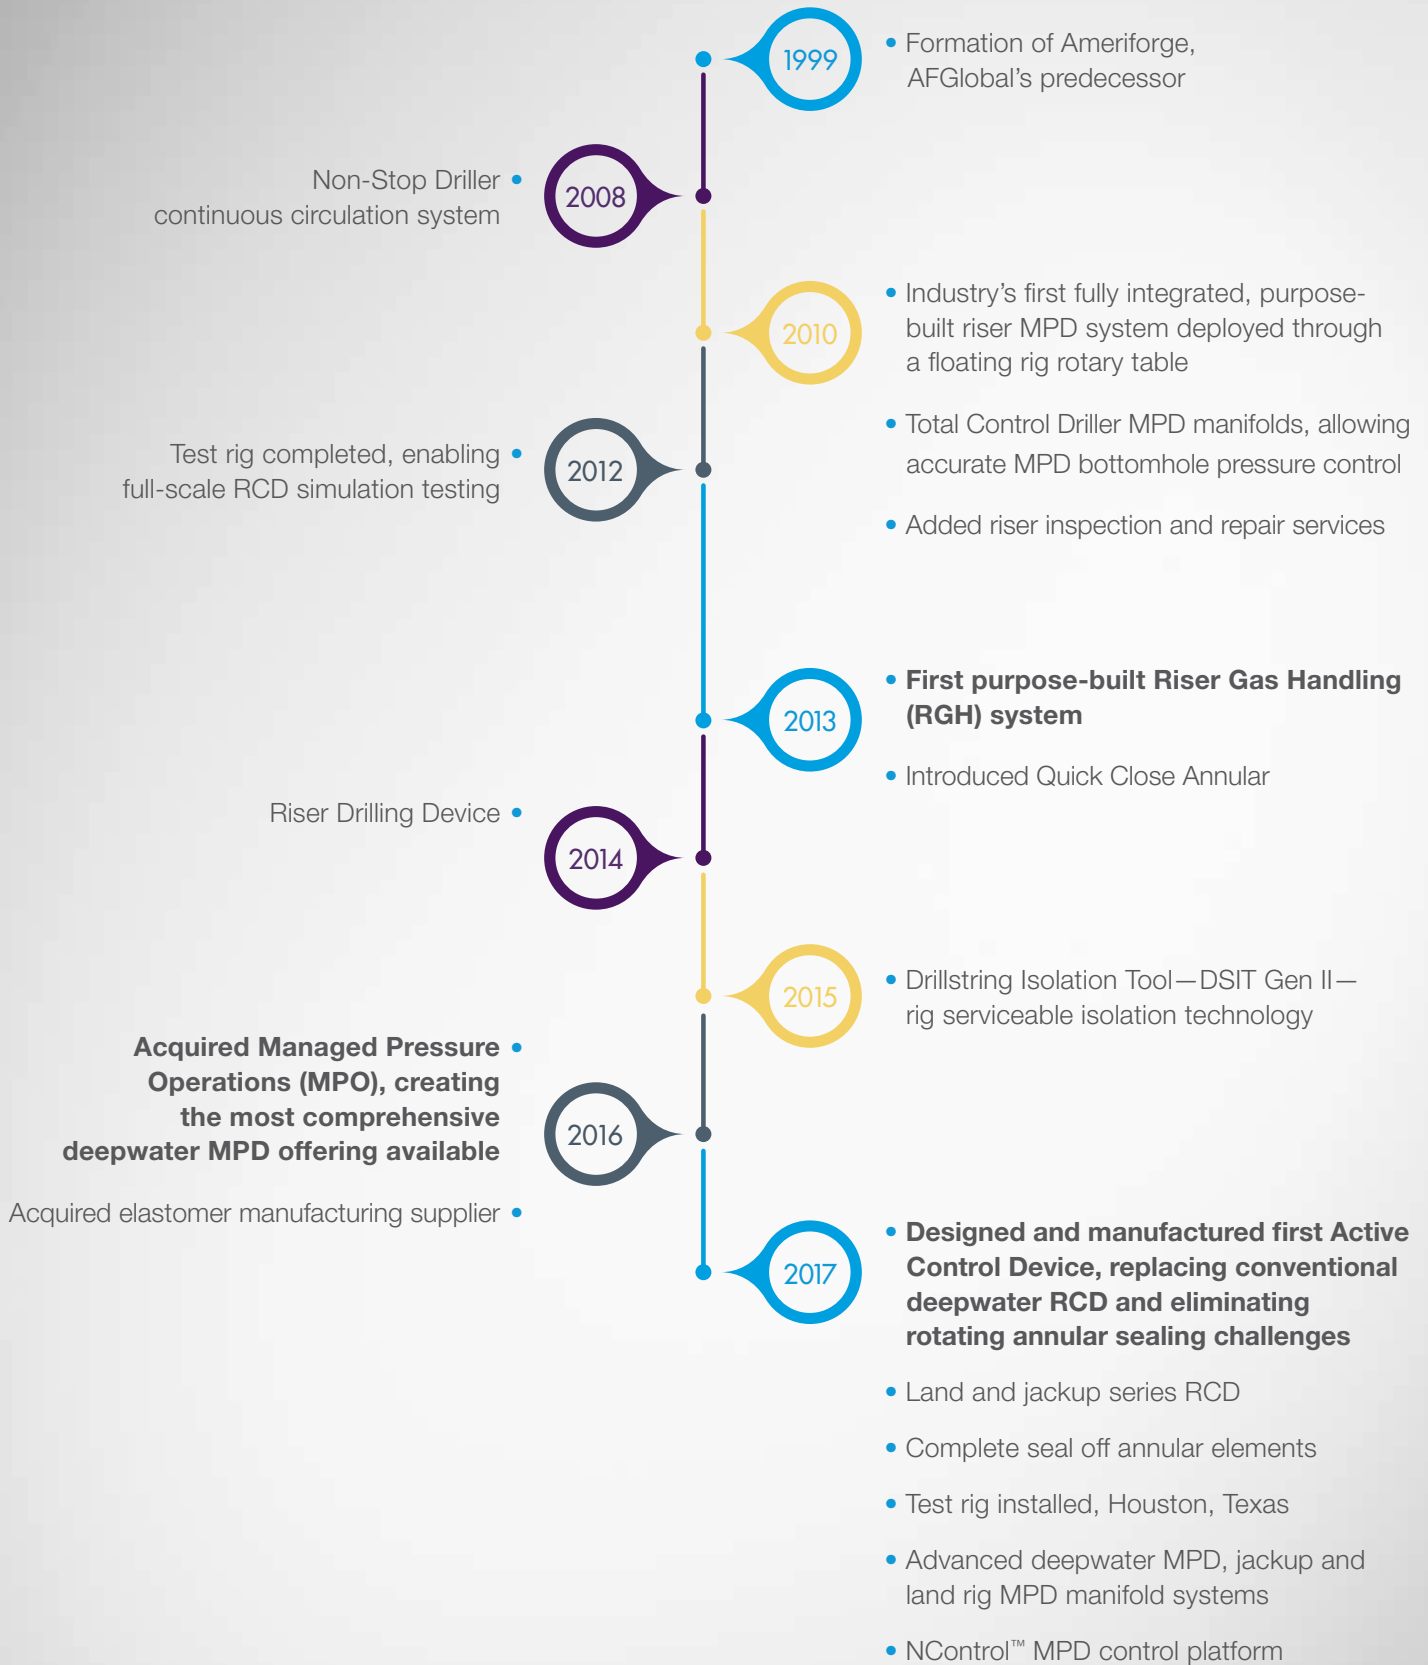 1999
• Formation of Ameriforge,
AFGlobal’s predecessor
Non-Stop Driller •
continuous circulation system
2008
2010
• Industry’s first fully integrated, purpose-
built riser MPD system deployed through
a floating rig rotary table
• Total Control Driller MPD manifolds, allowing
accurate MPD bottomhole pressure control
• Added riser inspection and repair services
Test rig completed, enabling •
full-scale RCD simulation testing
2012
2013
• First purpose-built Riser Gas Handling
(RGH) system
• Introduced Quick Close Annular
Riser Drilling Device •
2014
2015
• Drillstring Isolation Tool—DSIT Gen II—
rig serviceable isolation technology
Acquired Managed Pressure •
Operations (MPO), creating
the most comprehensive
deepwater MPD offering available
Acquired elastomer manufacturing supplier •
2016
2017
• Designed and manufactured first Active
Control Device, replacing conventional
deepwater RCD and eliminating
rotating annular sealing challenges
• Land and jackup series RCD
• Complete seal off annular elements
• Test rig installed, Houston, Texas
• Advanced deepwater MPD, jackup and
land rig MPD manifold systems
• NControl™ MPD control platform